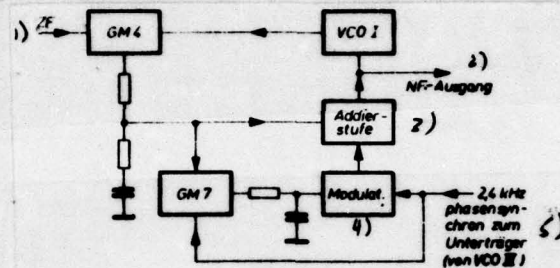 1) ZF
GM 4
VCO I
3)
NF-Ausgang
Addier-
stufe
2)
GM 7
Modulat.
4)
2,4 kHz
phasensyn-
chron zum
Unterträger
(von VCO III)
5)